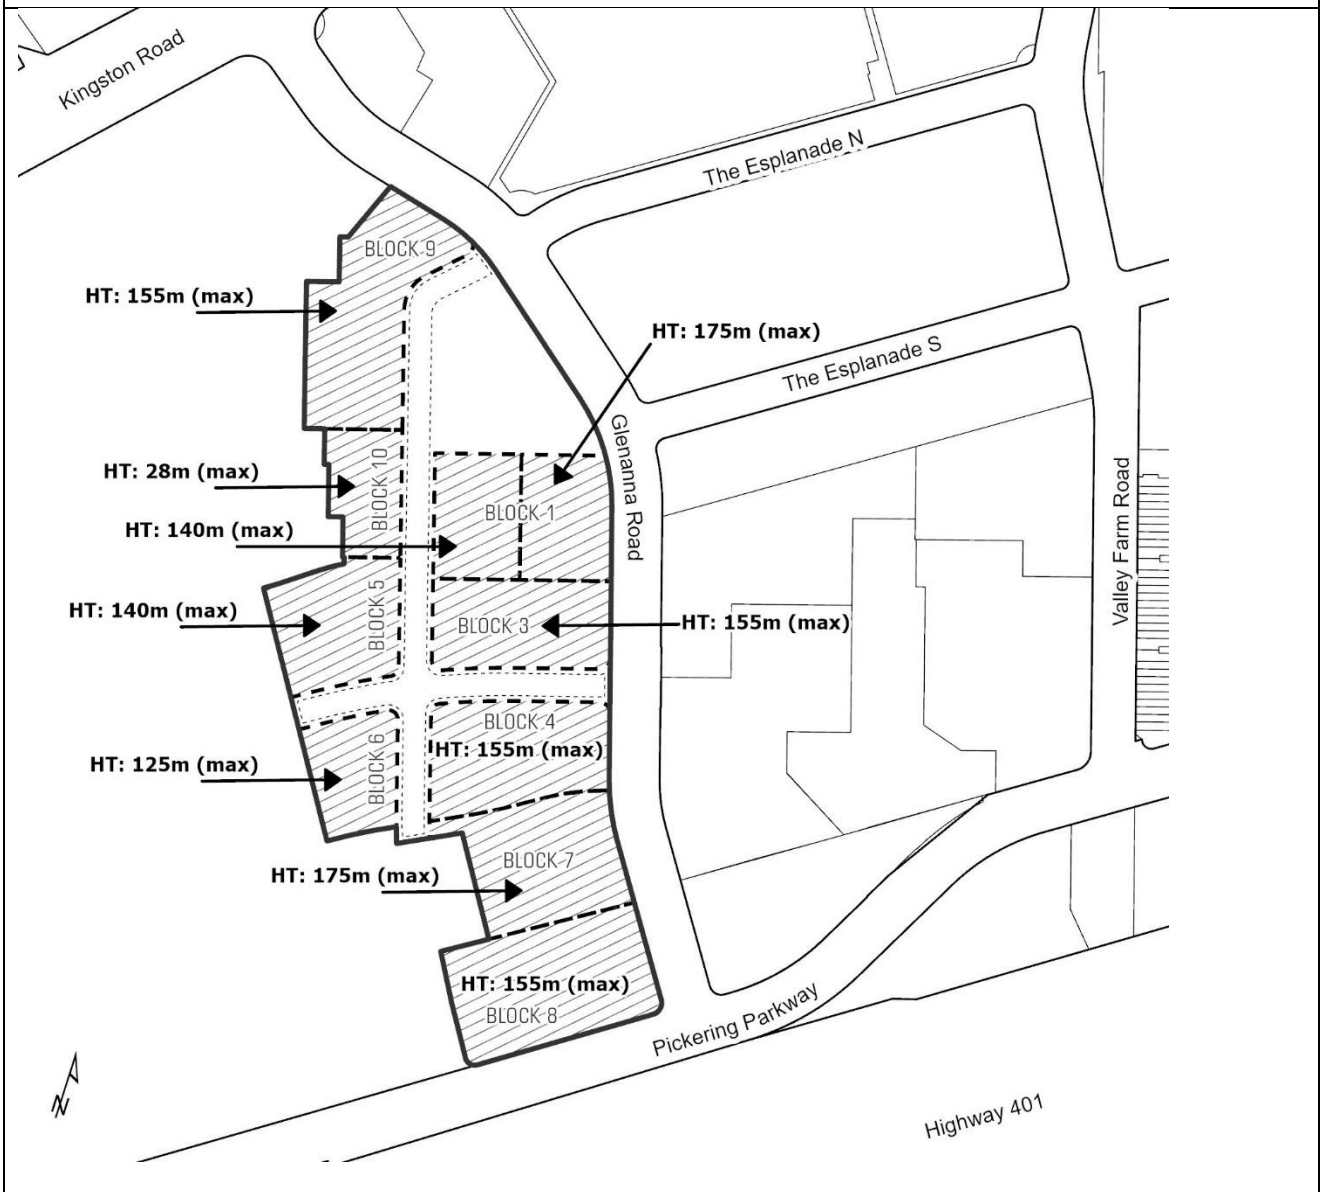 Kingston Road
The Esplanade N
BLOCK 9
HT: 155m (max)
HT: 175m (max)
The Esplanade S
Glenanna Road
HT: 28m (max)
BLOCK 10
BLOCK 1
HT: 140m (max)
Valley Farm Road
HT: 140m (max)
BLOCK 5
BLOCK 3
HT: 155m (max)
BLOCK 4
HT: 155m (max)
HT: 125m (max)
BLOCK 6
BLOCK 7
HT: 175m (max)
HT: 155m (max)
BLOCK 8
Pickering Parkway
N
Highway 401